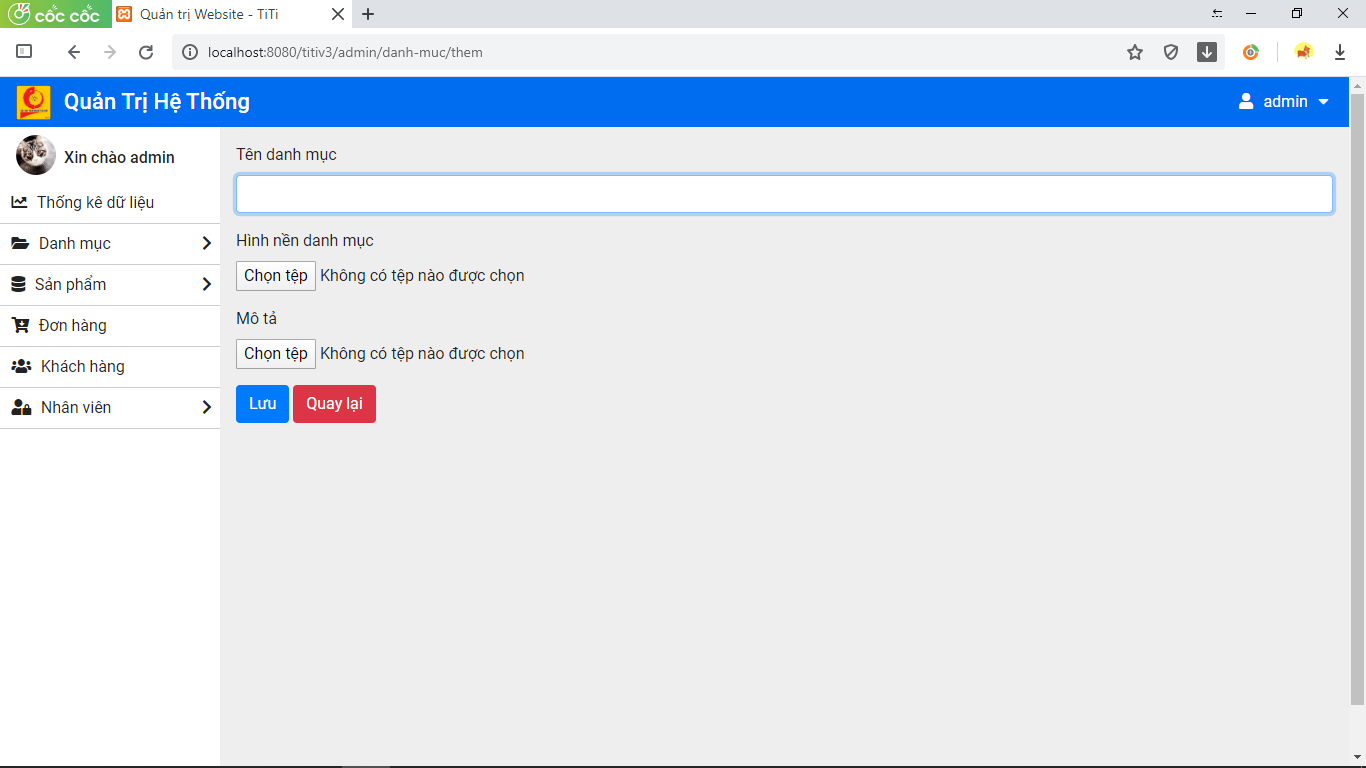 cốc cốc
Quản trị Website - TiTi
localhost:8080/titiv3/admin/danh-muc/them
Quản Trị Hệ Thống
admin
Xin chào admin
Thống kê dữ liệu
Danh mục
Sản phẩm
Đơn hàng
Khách hàng
Nhân viên
Tên danh mục
Hình nền danh mục
Chọn tệp Không có tệp nào được chọn
Mô tả
Chọn tệp Không có tệp nào được chọn
Lưu Quay lại